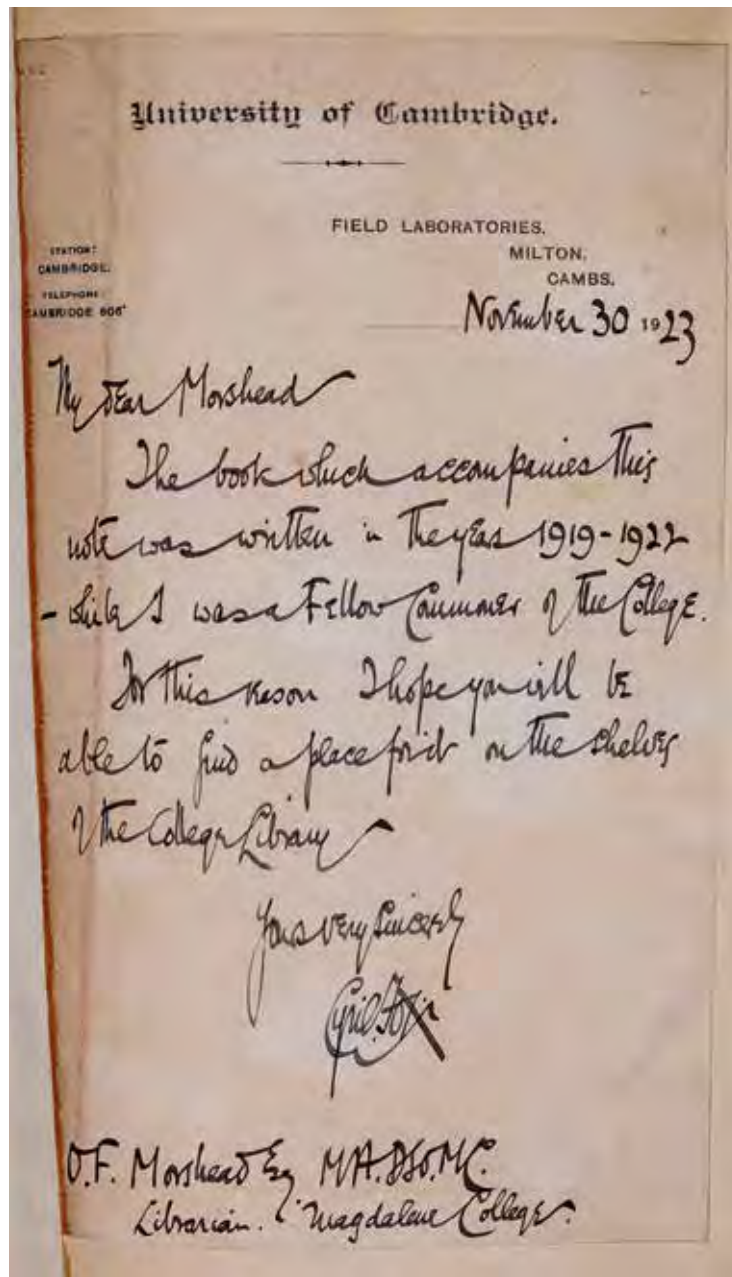 University of Cambridge.
FIELD LABORATORIES,
MILTON,
CAMBS.
STATION:
CAMBRIDGE.
TELEPHONE:
CAMBRIDGE 606
November 30 1923
My dear Morshead
The book which accompanies this
note was written in the years 1919-1922
- while I was a Fellow Commoner of the College.
For this reason I hope you will be
able to find a place for it on the shelves
of the College Library
Yours very sincerely
Cyril Fox
O.F. Morshead Esq MA. DSO. MC.
Librarian. Magdalene College.